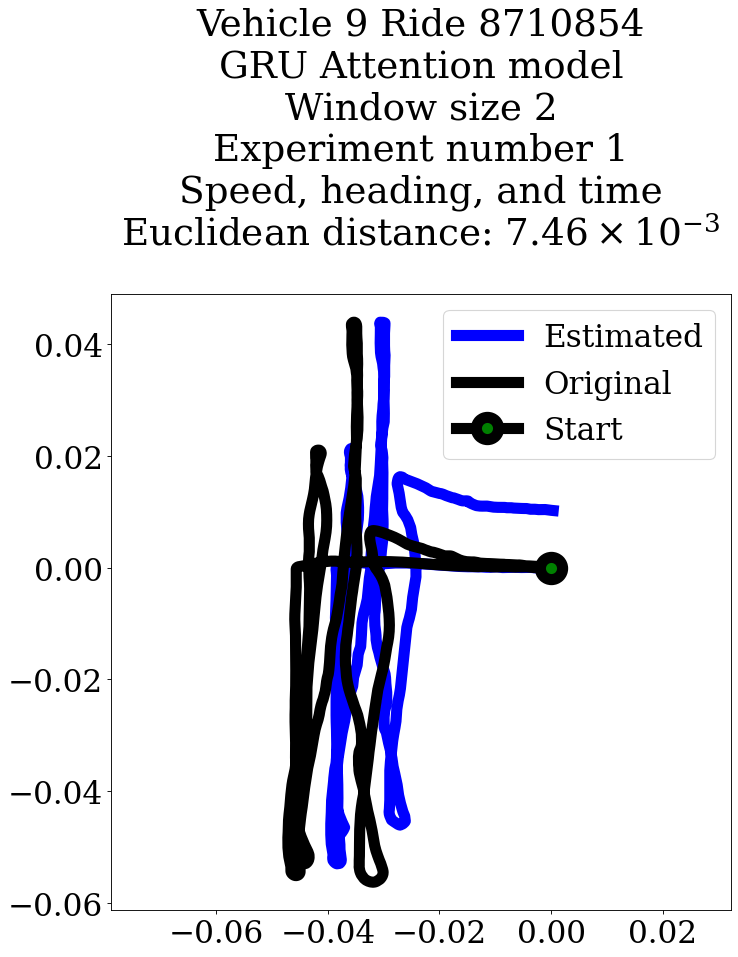 Vehicle 9 Ride 8710854
GRU Attention model
Window size 2
Experiment number 1
Speed, heading, and time
Euclidean distance: 7.46 × 10⁻³
Estimated
Original
Start
0.04
0.02
0.00
−0.02
−0.04
−0.06
−0.06 −0.04 −0.02 0.00 0.02